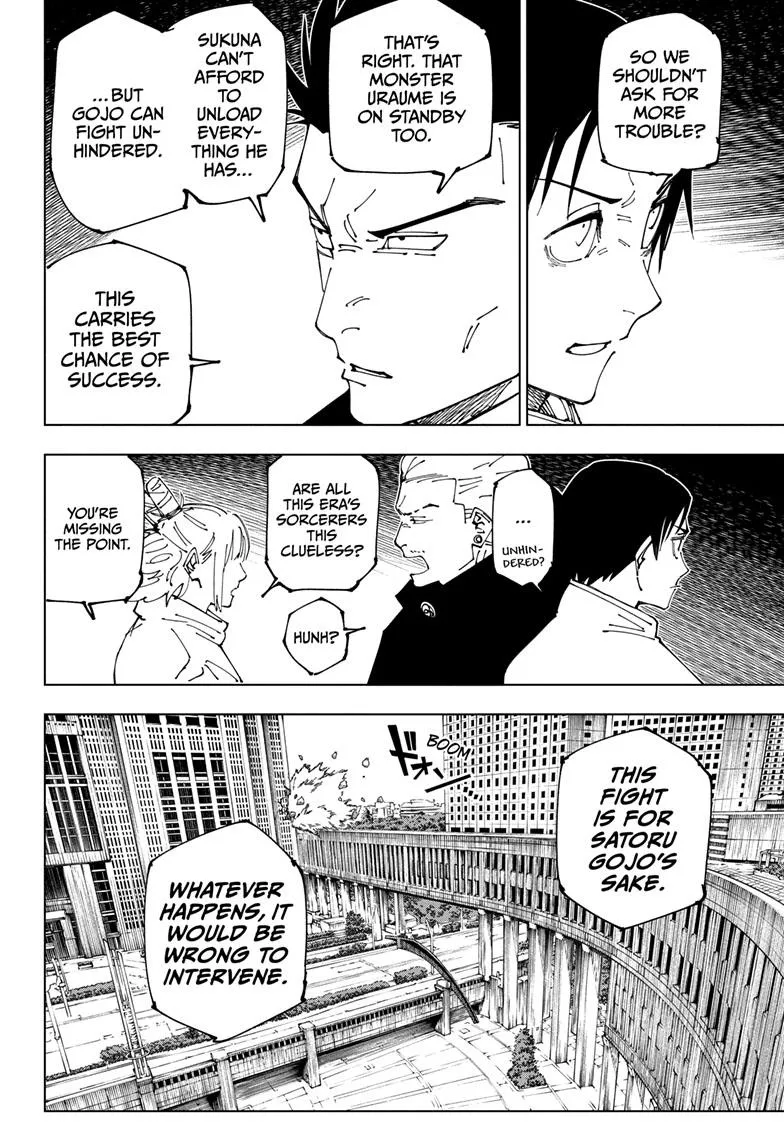 SO WE
SHOULDN'T
ASK FOR
MORE
TROUBLE?
THAT'S
RIGHT. THAT
MONSTER
URAUME IS
ON STANDBY
TOO.
SUKUNA
CAN'T
AFFORD
TO
UNLOAD
EVERY-
THING HE
HAS...
...BUT
GOJO CAN
FIGHT UN-
HINDERED.
THIS
CARRIES
THE BEST
CHANCE OF
SUCCESS.
...
UNHIN-
DERED?
ARE ALL
THIS ERA'S
SORCERERS
THIS
CLUELESS?
HUNH?
YOU'RE
MISSING
THE POINT.
THIS
FIGHT
IS FOR
SATORU
GOJO'S
SAKE.
ドォン...
BOOM
WHATEVER
HAPPENS, IT
WOULD BE
WRONG TO
INTERVENE.